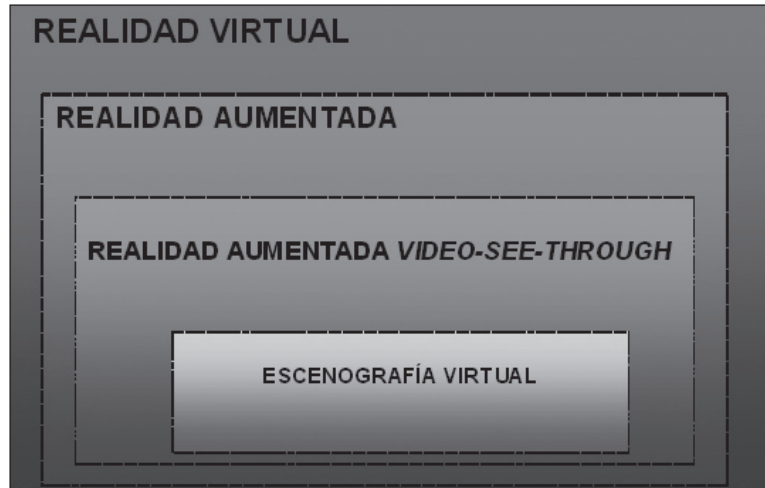 REALIDAD VIRTUAL
REALIDAD AUMENTADA
REALIDAD AUMENTADA VIDEO-SEE-THROUGH
ESCENOGRAFÍA VIRTUAL